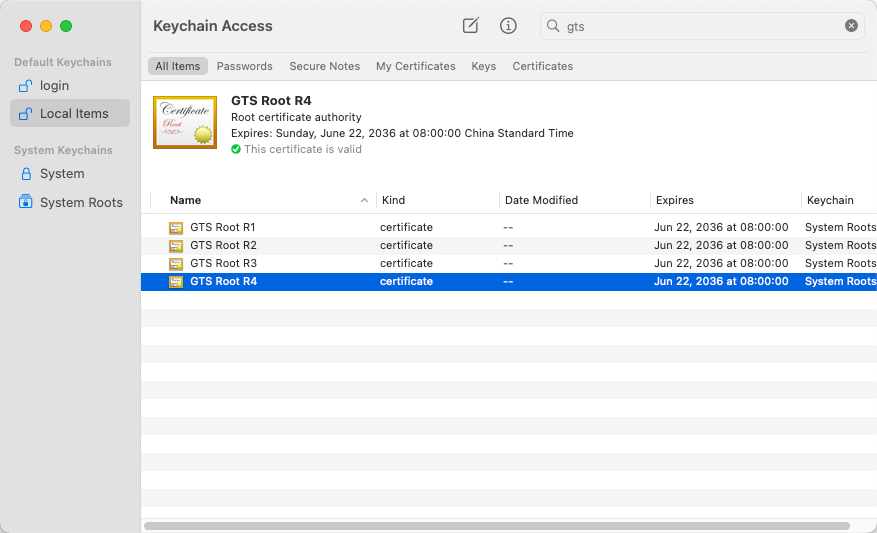 Keychain Access
gts
Default Keychains
login
Local Items
System Keychains
System
System Roots
All Items Passwords Secure Notes My Certificates Keys Certificates
Certificate
Root
GTS Root R4
Root certificate authority
Expires: Sunday, June 22, 2036 at 08:00:00 China Standard Time
This certificate is valid
Name Kind Date Modified Expires Keychain
GTS Root R1 certificate -- Jun 22, 2036 at 08:00:00 System Roots
GTS Root R2 certificate -- Jun 22, 2036 at 08:00:00 System Roots
GTS Root R3 certificate -- Jun 22, 2036 at 08:00:00 System Roots
GTS Root R4 certificate -- Jun 22, 2036 at 08:00:00 System Roots